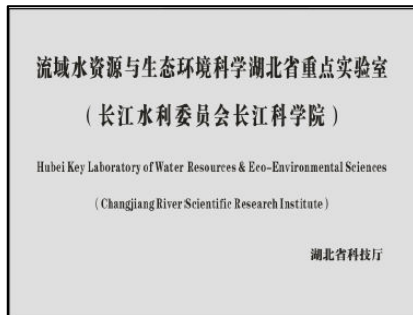 流域水资源与生态环境科学湖北省重点实验室
（长江水利委员会长江科学院）
Hubei Key Laboratory of Water Resources & Eco-Environmental Sciences
（Changjiang River Scientific Research Institute）
湖北省科技厅